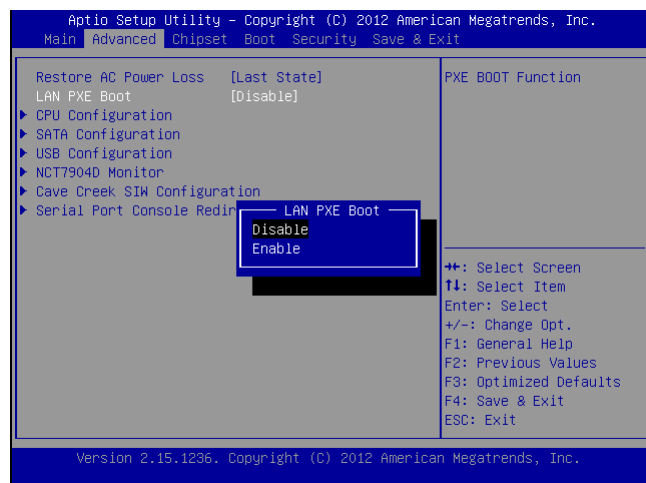 Aptio Setup Utility – Copyright (C) 2012 American Megatrends, Inc.
Main Advanced Chipset Boot Security Save & Exit
Restore AC Power Loss [Last State]
LAN PXE Boot [Disable]
CPU Configuration
SATA Configuration
USB Configuration
NCT7904D Monitor
Cave Creek SIW Configuration
Serial Port Console Redir
LAN PXE Boot
Disable
Enable
PXE BOOT Function
→←: Select Screen
↑↓: Select Item
Enter: Select
+/-: Change Opt.
F1: General Help
F2: Previous Values
F3: Optimized Defaults
F4: Save & Exit
ESC: Exit
Version 2.15.1236. Copyright (C) 2012 American Megatrends, Inc.